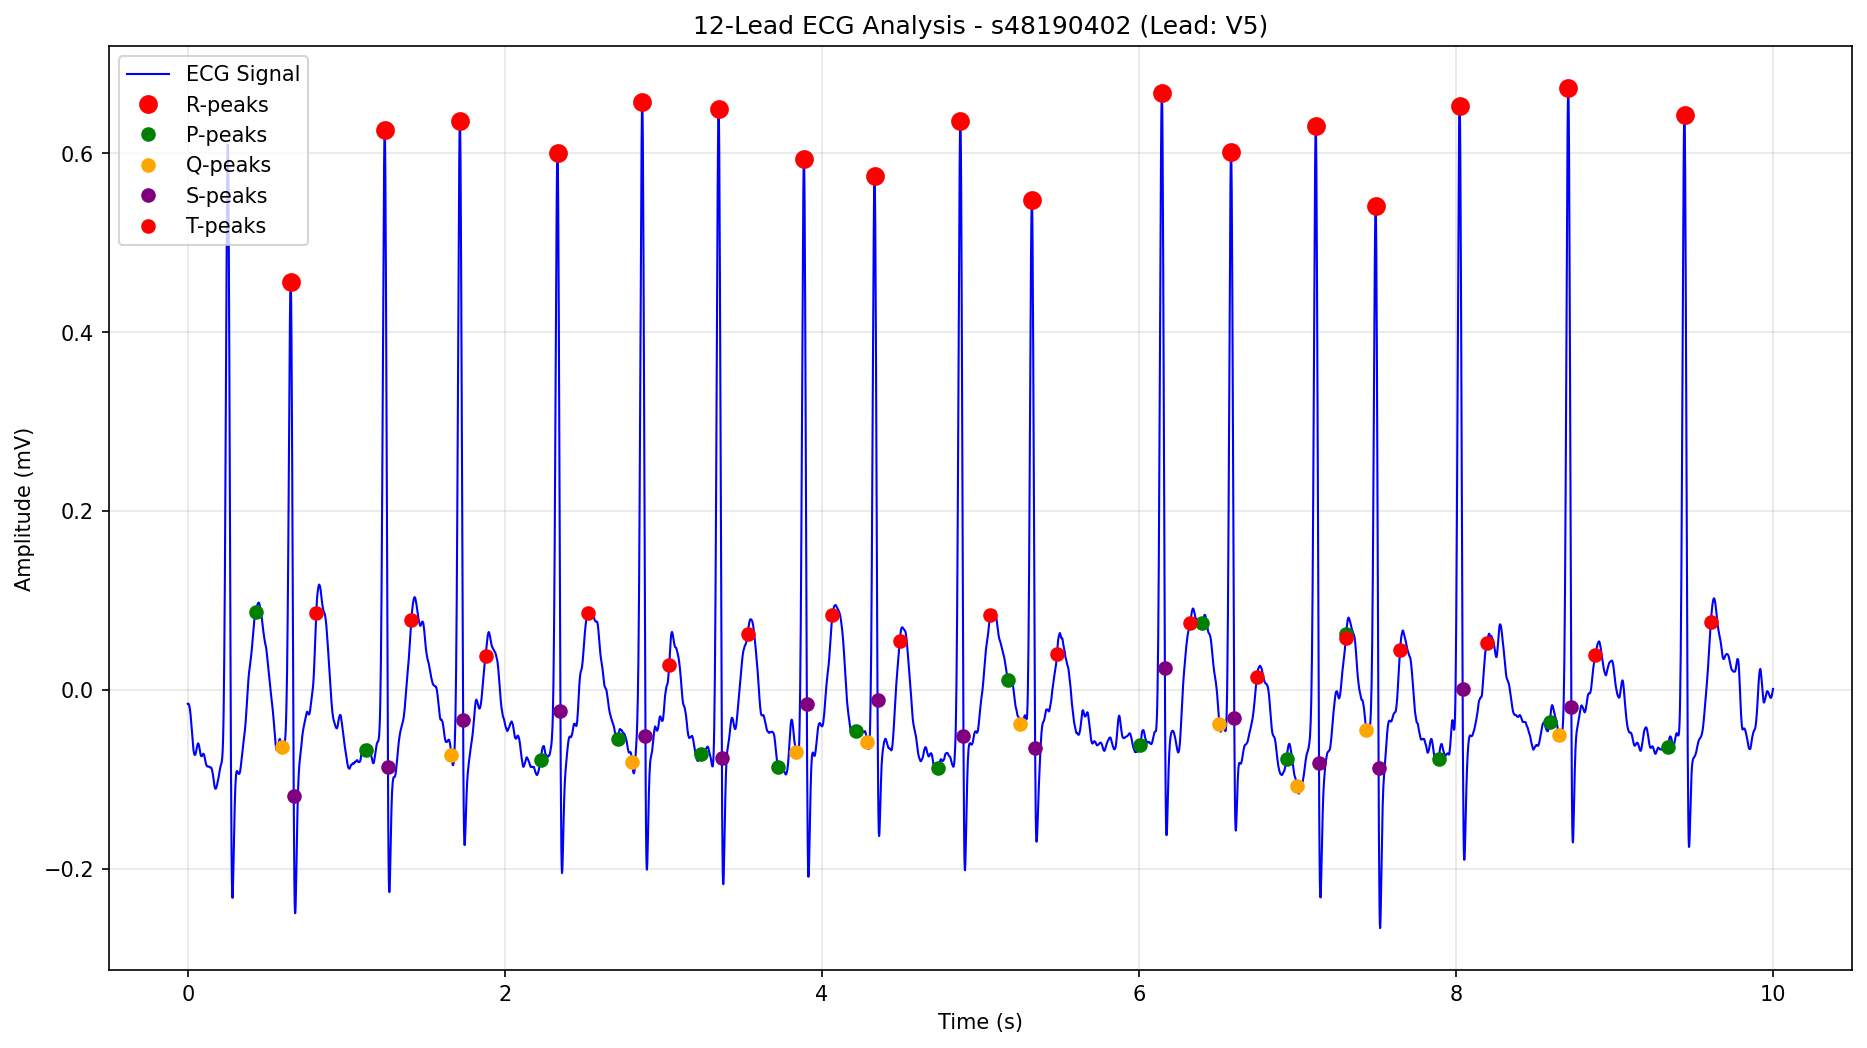 12-Lead ECG Analysis - s48190402 (Lead: V5)
ECG Signal
R-peaks
P-peaks
Q-peaks
S-peaks
T-peaks
Amplitude (mV)
0.6
0.4
0.2
0.0
−0.2
0 2 4 6 8 10
Time (s)